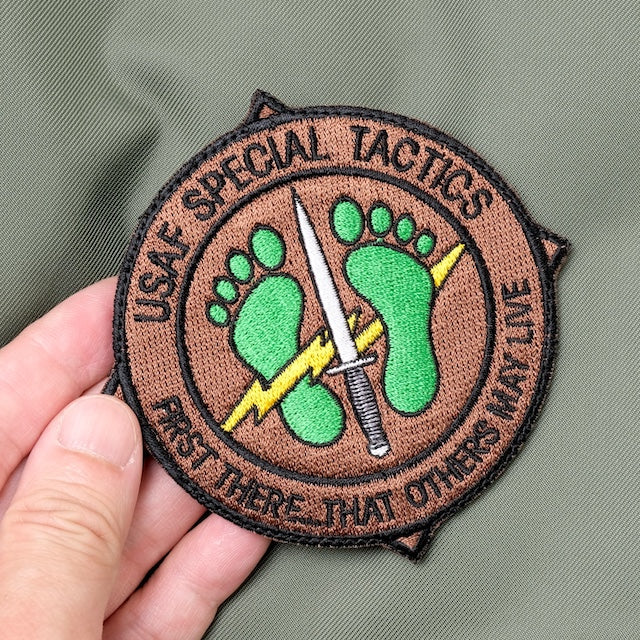 USAF SPECIAL TACTICS
FIRST THERE...THAT OTHERS MAY LIVE